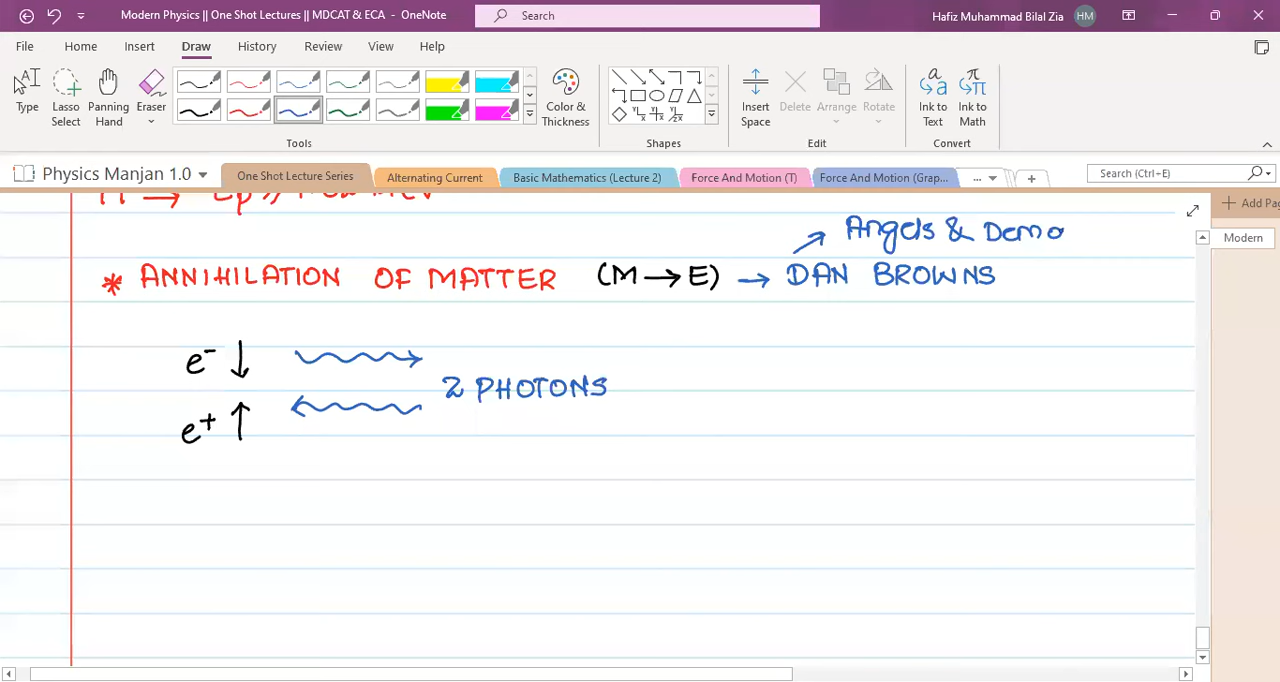 Modern Physics || One Shot Lectures || MDCAT & ECA - OneNote
Search
Hafiz Muhammad Bilal Zia HM
File Home Insert Draw History Review View Help
Type
Lasso Select
Panning Hand
Eraser
Color & Thickness
Insert Space
Delete
Arrange
Rotate
Ink to Text
Ink to Math
Tools
Shapes
Edit
Convert
Physics Manjan 1.0
One Shot Lecture Series
Alternating Current
Basic Mathematics (Lecture 2)
Force And Motion (T)
Force And Motion (Grap...
...
Search (Ctrl+E)
Add Pag
Modern
Angels & Demo
* ANNIHILATION OF MATTER (M → E) → DAN BROWNS
e- ↓
2 PHOTONS
e+ ↑